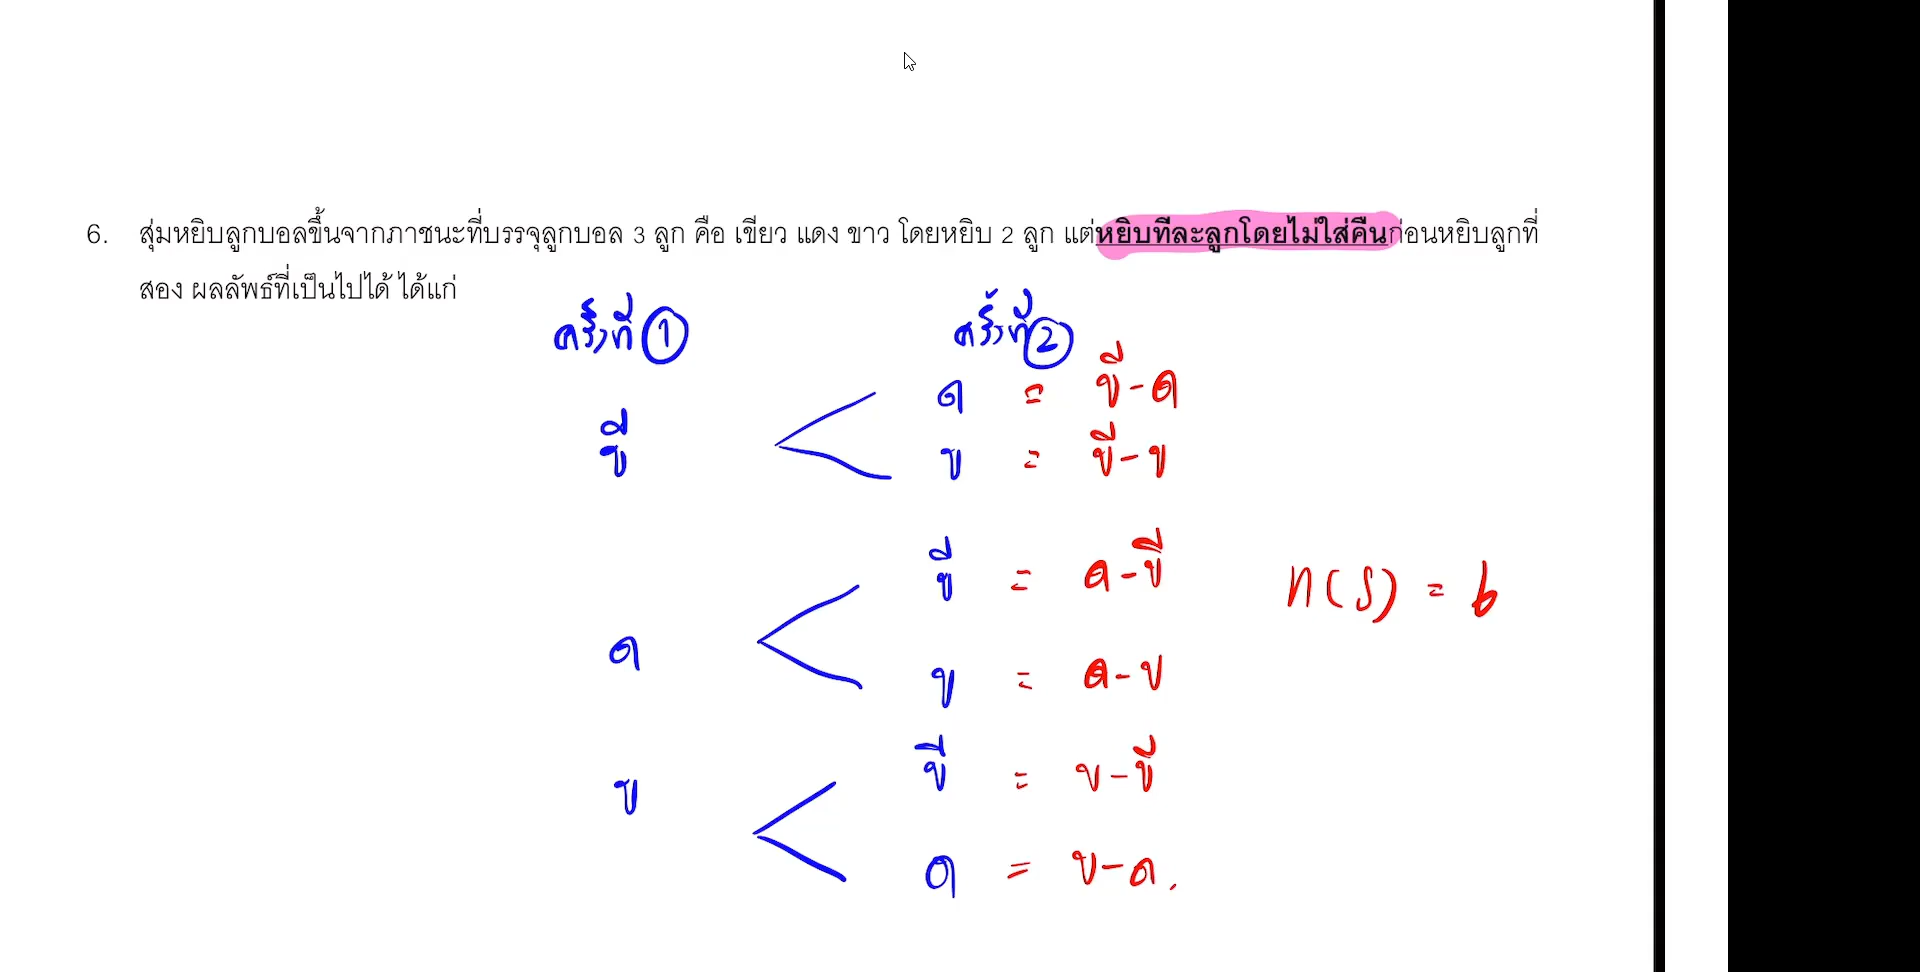 6. สุ่มหยิบลูกบอลขึ้นจากภาชนะที่บรรจุลูกบอล 3 ลูก คือ เขียว แดง ขาว โดยหยิบ 2 ลูก แต่หยิบทีละลูกโดยไม่ใส่คืนก่อนหยิบลูกที่
สอง ผลลัพธ์ที่เป็นไปได้ ได้แก่
ครั้งที่ 1 ครั้งที่ 2
ขี
ด = ขี - ด
ข = ขี - ข
ด
ขี = ด - ขี
ข = ด - ข
n(S) = 6
ข
ขี = ข - ขี
ด = ข - ด.